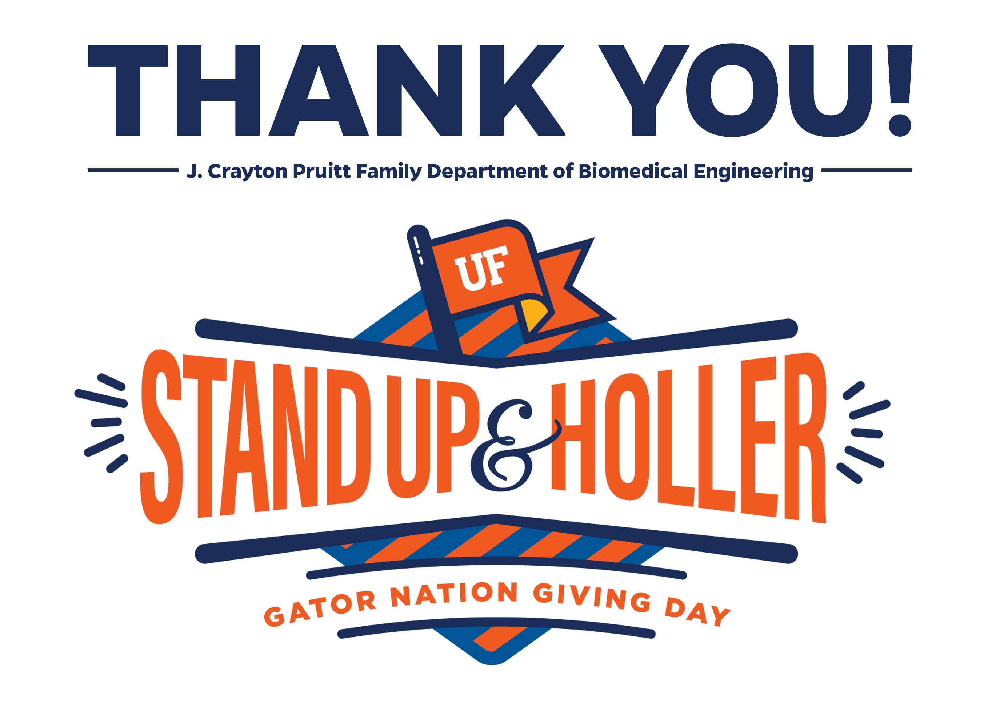 THANK YOU!
J. Crayton Pruitt Family Department of Biomedical Engineering
UF
STAND UP & HOLLER
GATOR NATION GIVING DAY